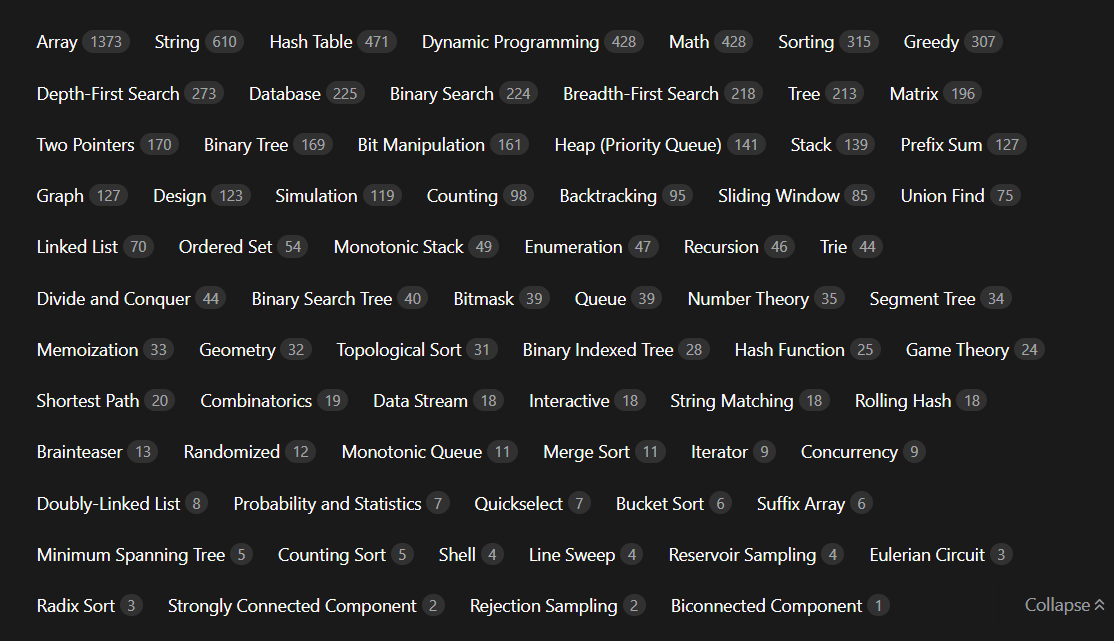 Array 1373 String 610 Hash Table 471 Dynamic Programming 428 Math 428 Sorting 315 Greedy 307
Depth-First Search 273 Database 225 Binary Search 224 Breadth-First Search 218 Tree 213 Matrix 196
Two Pointers 170 Binary Tree 169 Bit Manipulation 161 Heap (Priority Queue) 141 Stack 139 Prefix Sum 127
Graph 127 Design 123 Simulation 119 Counting 98 Backtracking 95 Sliding Window 85 Union Find 75
Linked List 70 Ordered Set 54 Monotonic Stack 49 Enumeration 47 Recursion 46 Trie 44
Divide and Conquer 44 Binary Search Tree 40 Bitmask 39 Queue 39 Number Theory 35 Segment Tree 34
Memoization 33 Geometry 32 Topological Sort 31 Binary Indexed Tree 28 Hash Function 25 Game Theory 24
Shortest Path 20 Combinatorics 19 Data Stream 18 Interactive 18 String Matching 18 Rolling Hash 18
Brainteaser 13 Randomized 12 Monotonic Queue 11 Merge Sort 11 Iterator 9 Concurrency 9
Doubly-Linked List 8 Probability and Statistics 7 Quickselect 7 Bucket Sort 6 Suffix Array 6
Minimum Spanning Tree 5 Counting Sort 5 Shell 4 Line Sweep 4 Reservoir Sampling 4 Eulerian Circuit 3
Radix Sort 3 Strongly Connected Component 2 Rejection Sampling 2 Biconnected Component 1 Collapse